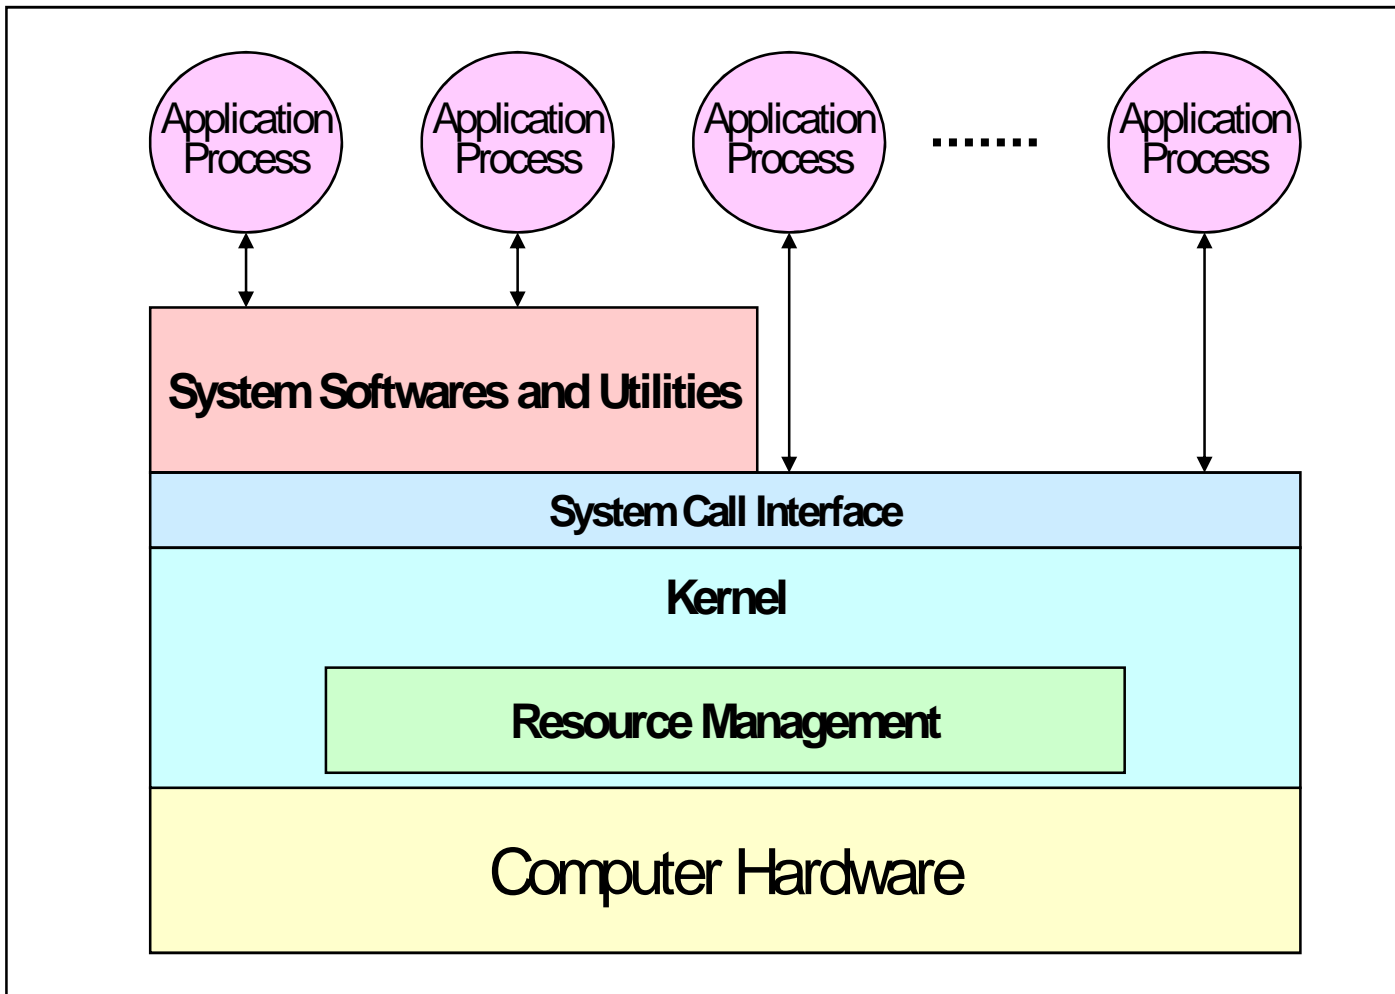 Application
Process
Application
Process
Application
Process
Application
Process
System Softwares and Utilities
System Call Interface
Kernel
Resource Management
Computer Hardware